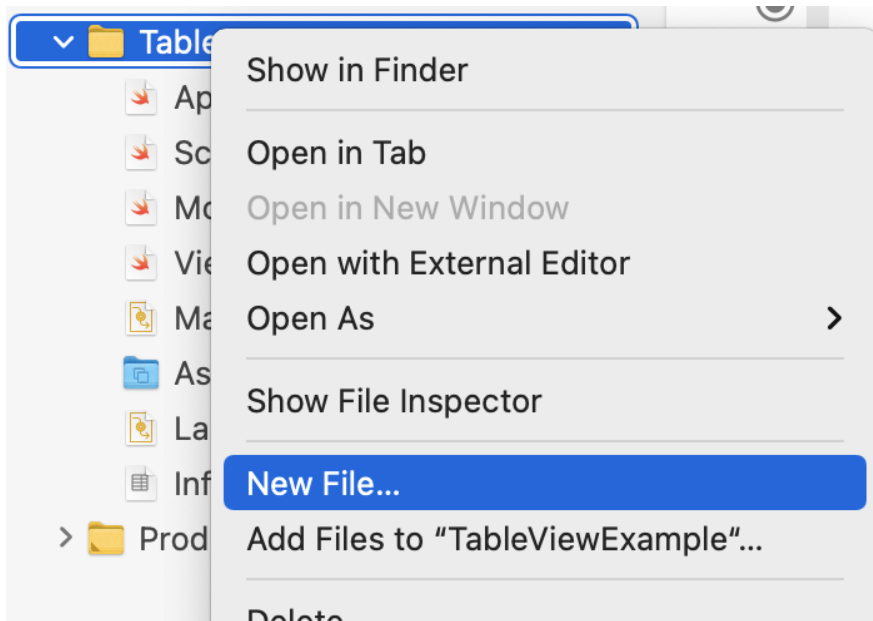 Table
Show in Finder
Ap
Sc
Open in Tab
Mo
Open in New Window
Vie
Open with External Editor
Ma
Open As
As
Show File Inspector
La
Inf
New File...
Prod
Add Files to “TableViewExample“...
Delete